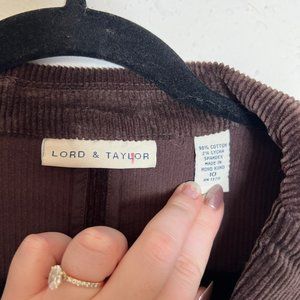 LORD & TAYLOR
98% COTTON
2% LYCRA
SPANDEX
MADE IN
HONG KONG
10